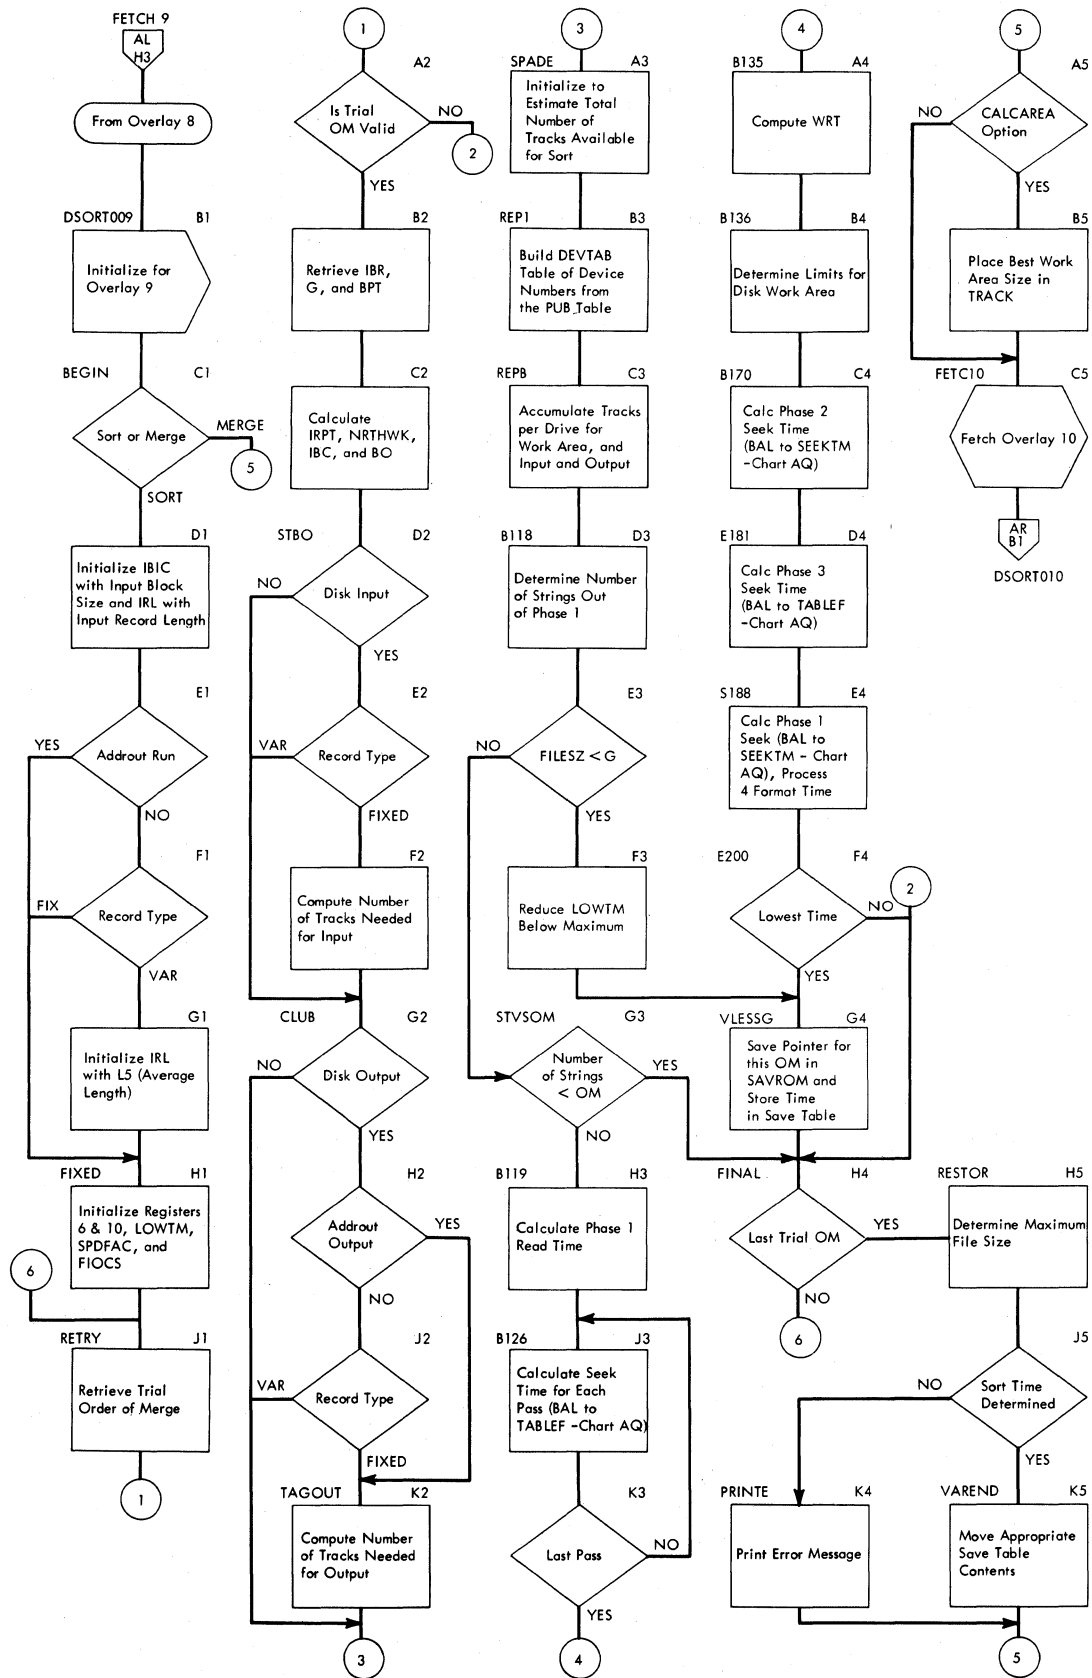 FETCH 9
AL
H3
From Overlay 8
DSORT009
B1
Initialize for
Overlay 9
BEGIN
C1
Sort or Merge
MERGE
5
SORT
D1
Initialize IBIC
with Input Block
Size and IRL with
Input Record Length
E1
YES
Addrout Run
NO
F1
FIX
Record Type
VAR
G1
Initialize IRL
with L5 (Average
Length)
FIXED
H1
Initialize Registers
6 & 10, LOWTM,
SPDFAC, and
FIOCS
6
RETRY
J1
Retrieve Trial
Order of Merge
1
1
A2
Is Trial
OM Valid
NO
2
YES
B2
Retrieve IBR,
G, and BPT
C2
Calculate
IRPT, NRTHWK,
IBC, and BO
STBO
D2
NO
Disk Input
YES
E2
VAR
Record Type
FIXED
F2
Compute Number
of Tracks Needed
for Input
CLUB
G2
NO
Disk Output
YES
H2
Addrout
Output
YES
NO
J2
VAR
Record Type
FIXED
TAGOUT
K2
Compute Number
of Tracks Needed
for Output
3
3
SPADE
A3
Initialize to
Estimate Total
Number of
Tracks Available
for Sort
REP1
B3
Build DEVTAB
Table of Device
Numbers from
the PUB Table
REPB
C3
Accumulate Tracks
per Drive for
Work Area, and
Input and Output
B118
D3
Determine Number
of Strings Out
of Phase 1
E3
NO
FILESZ < G
YES
F3
Reduce LOWTM
Below Maximum
STVSOM
G3
Number
of Strings
< OM
YES
NO
B119
H3
Calculate Phase 1
Read Time
B126
J3
Calculate Seek
Time for Each
Pass (BAL to
TABLEF -Chart AQ)
K3
Last Pass
NO
YES
4
4
B135
A4
Compute WRT
B136
B4
Determine Limits for
Disk Work Area
B170
C4
Calc Phase 2
Seek Time
(BAL to SEEKTM
-Chart AQ)
E181
D4
Calc Phase 3
Seek Time
(BAL to TABLEF
-Chart AQ)
S188
E4
Calc Phase 1
Seek (BAL to
SEEKTM - Chart
AQ), Process
4 Format Time
E200
F4
Lowest Time
NO
2
YES
VLESSG
G4
Save Pointer for
this OM in
SAVROM and
Store Time
in Save Table
FINAL
H4
Last Trial OM
YES
NO
6
PRINTE
K4
Print Error Message
5
A5
NO
CALCAREA
Option
YES
B5
Place Best Work
Area Size in
TRACK
FETC10
C5
Fetch Overlay 10
AR
B1
DSORT010
RESTOR
H5
Determine Maximum
File Size
J5
NO
Sort Time
Determined
YES
VAREND
K5
Move Appropriate
Save Table
Contents
5